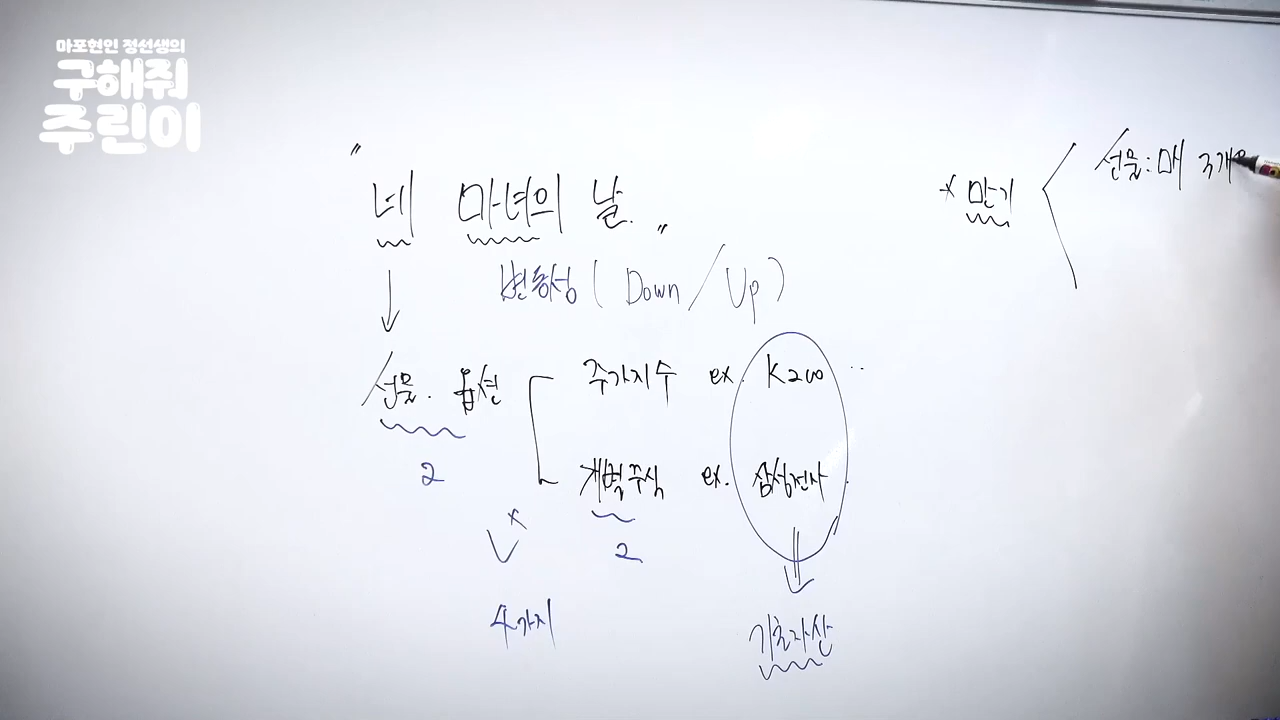 마포현인 정선생의
구해줘
주린이
"네 마녀의 날."
변동성 ( Down / Up )
선물. 옵션
주가지수 ex. K200 ..
개별주식 ex. 삼성전자.
2
x
2
4가지
기초자산
* 만기
선물: 매 3개